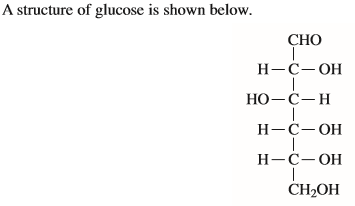 A structure of glucose is shown below.
CHO
H—C—OH
HO—C—H
H—C—OH
H—C—OH
CH₂OH